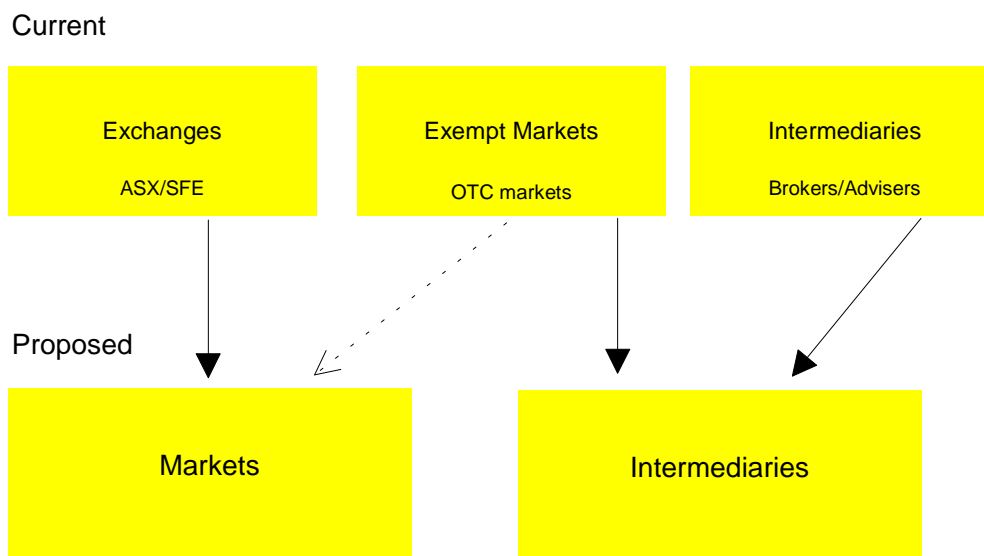 Current
Exchanges
ASX/SFE
Exempt Markets
OTC markets
Intermediaries
Brokers/Advisers
Proposed
Markets
Intermediaries